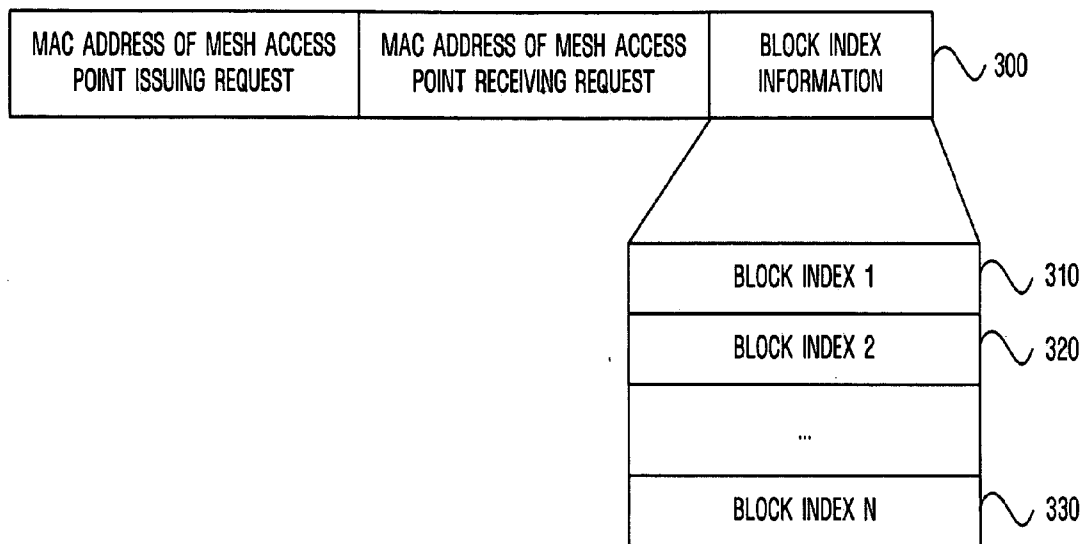 MAC ADDRESS OF MESH ACCESS
POINT ISSUING REQUEST
MAC ADDRESS OF MESH ACCESS
POINT RECEIVING REQUEST
BLOCK INDEX
INFORMATION
300
BLOCK INDEX 1
310
BLOCK INDEX 2
320
...
BLOCK INDEX N
330